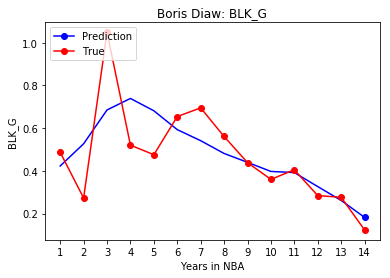 Boris Diaw: BLK_G
Prediction
True
BLK_G
1.0
0.8
0.6
0.4
0.2
1 2 3 4 5 6 7 8 9 10 11 12 13 14
Years in NBA